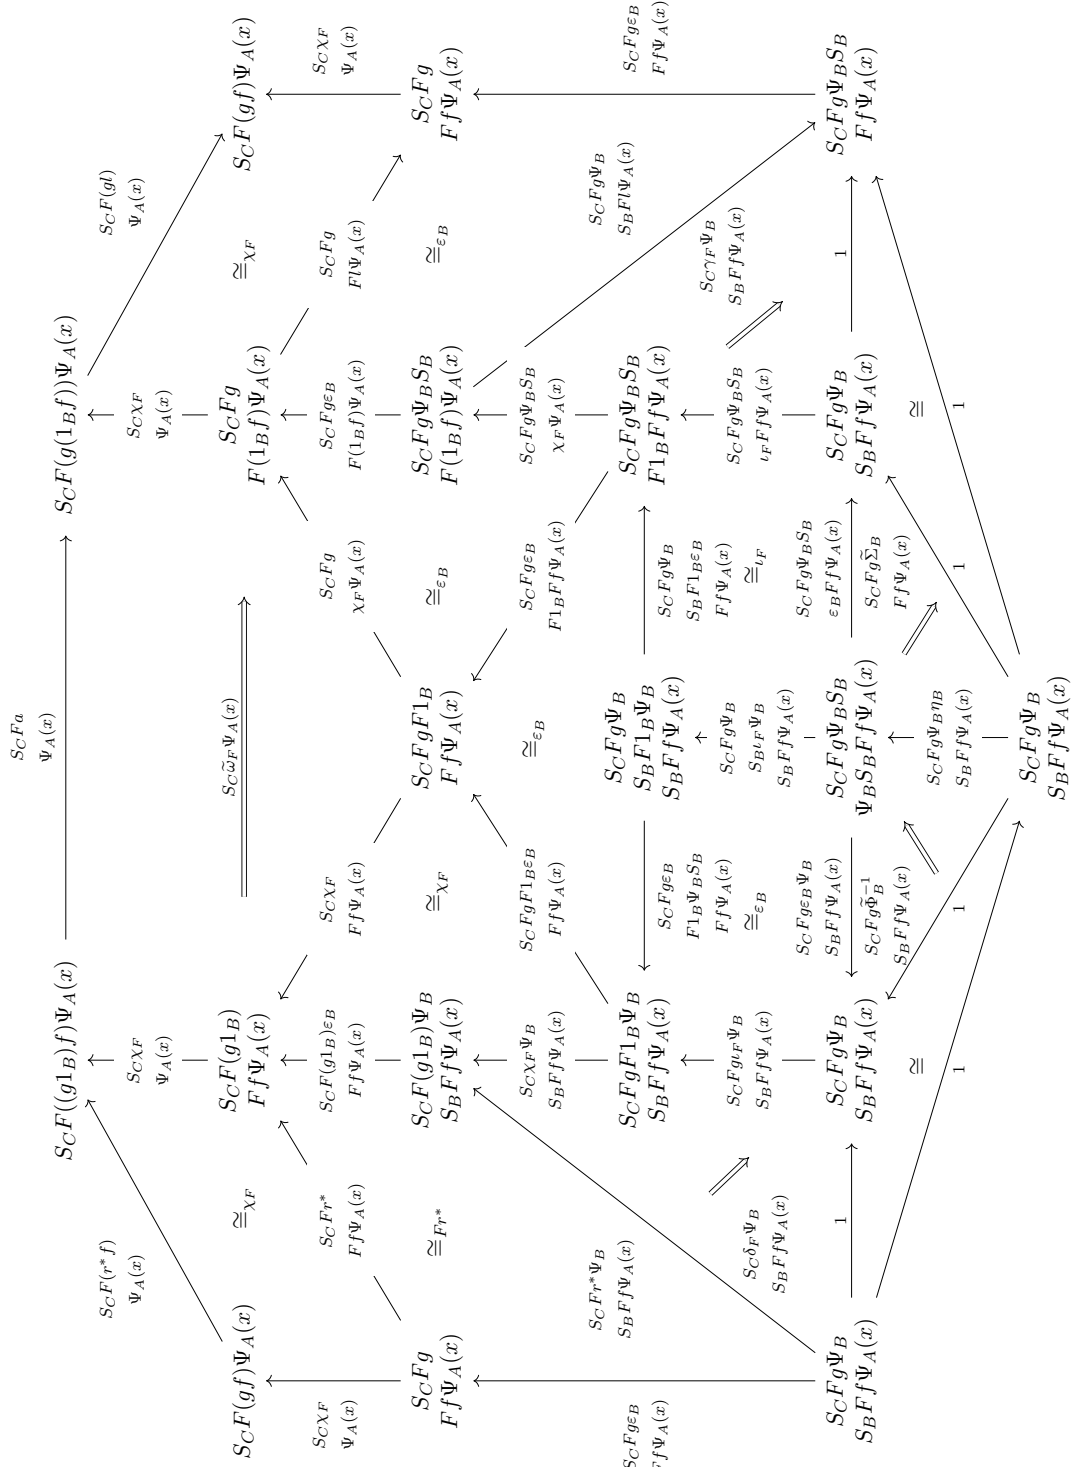 S_C F a
Ψ_A(x)
S_C F((g1_B)f)Ψ_A(x)
S_C F(g(1_B f))Ψ_A(x)
S_C F(r*f)
Ψ_A(x)
S_C χ_F
Ψ_A(x)
S_C χ_F
Ψ_A(x)
S_C F(gl)
Ψ_A(x)
S_C ω̃_F Ψ_A(x)
S_C F(gf)Ψ_A(x)
≅ χ_F
S_C F(g1_B)
F f Ψ_A(x)
S_C F g
F(1_B f)Ψ_A(x)
≅ χ_F
S_C F(gf)Ψ_A(x)
S_C χ_F
Ψ_A(x)
S_C F r*
F f Ψ_A(x)
S_C F(g1_B)ε_B
F f Ψ_A(x)
S_C χ_F
F f Ψ_A(x)
S_C F g
χ_F Ψ_A(x)
S_C F g ε_B
F(1_B f)Ψ_A(x)
S_C F g
F l Ψ_A(x)
S_C χ_F
Ψ_A(x)
S_C F g
F f Ψ_A(x)
≅ F r*
S_C F(g1_B)Ψ_B
S_B F f Ψ_A(x)
≅ χ_F
S_C F g F 1_B
F f Ψ_A(x)
≅ ε_B
S_C F g Ψ_B S_B
F(1_B f)Ψ_A(x)
≅ ε_B
S_C F g
F f Ψ_A(x)
S_C F g ε_B
F f Ψ_A(x)
S_C F r* Ψ_B
S_B F f Ψ_A(x)
S_C χ_F Ψ_B
S_B F f Ψ_A(x)
S_C F g F 1_B ε_B
F f Ψ_A(x)
≅ ε_B
S_C F g ε_B
F 1_B F f Ψ_A(x)
S_C F g Ψ_B S_B
χ_F Ψ_A(x)
S_C F g Ψ_B
S_B F l Ψ_A(x)
S_C F g ε_B
F f Ψ_A(x)
S_C F g F 1_B Ψ_B
S_B F f Ψ_A(x)
S_C F g Ψ_B
S_B F 1_B Ψ_B
S_B F f Ψ_A(x)
S_C F g Ψ_B S_B
F 1_B F f Ψ_A(x)
S_C δ_F Ψ_B
S_B F f Ψ_A(x)
S_C F g ι_F Ψ_B
S_B F f Ψ_A(x)
S_C F g ε_B
F 1_B Ψ_B S_B
F f Ψ_A(x)
≅ ε_B
S_C F g Ψ_B
S_B ι_F Ψ_B
S_B F f Ψ_A(x)
S_C F g Ψ_B
S_B F 1_B ε_B
F f Ψ_A(x)
≅ ι_F
S_C F g Ψ_B S_B
ι_F F f Ψ_A(x)
S_C γ_F Ψ_B
S_B F f Ψ_A(x)
S_C F g Ψ_B
S_B F f Ψ_A(x)
1
S_C F g Ψ_B
S_B F f Ψ_A(x)
S_C F g ε_B Ψ_B
S_B F f Ψ_A(x)
S_C F g Ψ_B S_B
Ψ_B S_B F f Ψ_A(x)
S_C F g Ψ_B S_B
ε_B F f Ψ_A(x)
S_C F g Ψ_B
S_B F f Ψ_A(x)
1
S_C F g Ψ_B S_B
F f Ψ_A(x)
≅
S_C F g Φ̃_B^{-1}
S_B F f Ψ_A(x)
S_C F g Σ̃_B
F f Ψ_A(x)
≅
1
1
S_C F g Ψ_B η_B
S_B F f Ψ_A(x)
1
1
S_C F g Ψ_B
S_B F f Ψ_A(x)